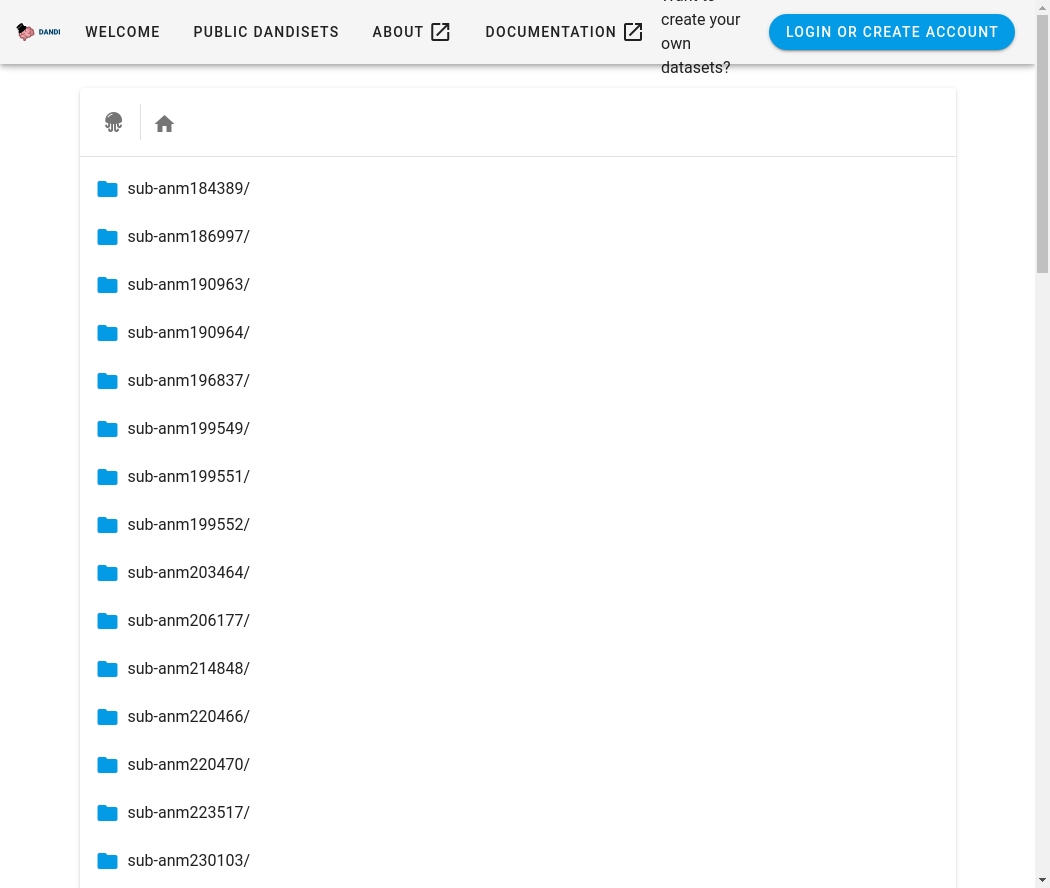 DANDI WELCOME PUBLIC DANDISETS ABOUT DOCUMENTATION
create your
own
datasets?
LOGIN OR CREATE ACCOUNT
sub-anm184389/
sub-anm186997/
sub-anm190963/
sub-anm190964/
sub-anm196837/
sub-anm199549/
sub-anm199551/
sub-anm199552/
sub-anm203464/
sub-anm206177/
sub-anm214848/
sub-anm220466/
sub-anm220470/
sub-anm223517/
sub-anm230103/